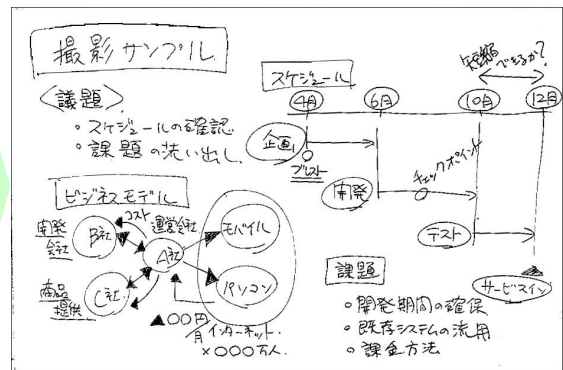 撮影サンプル
<議題>
・スケジュールの確認
・課題の洗い出し
ビジネスモデル
開発会社
B社
コスト
運営会社
A社
モバイル
パソコン
商品提供
C社
▲〇〇円/月
インターネット
×〇〇〇万人
スケジュール
短縮できるか?
4月 6月 10月 12月
企画
ブレスト
開発
チェックポイント
テスト
サービスイン
課題
・開発期間の確保
・既存システムの流用
・課金方法